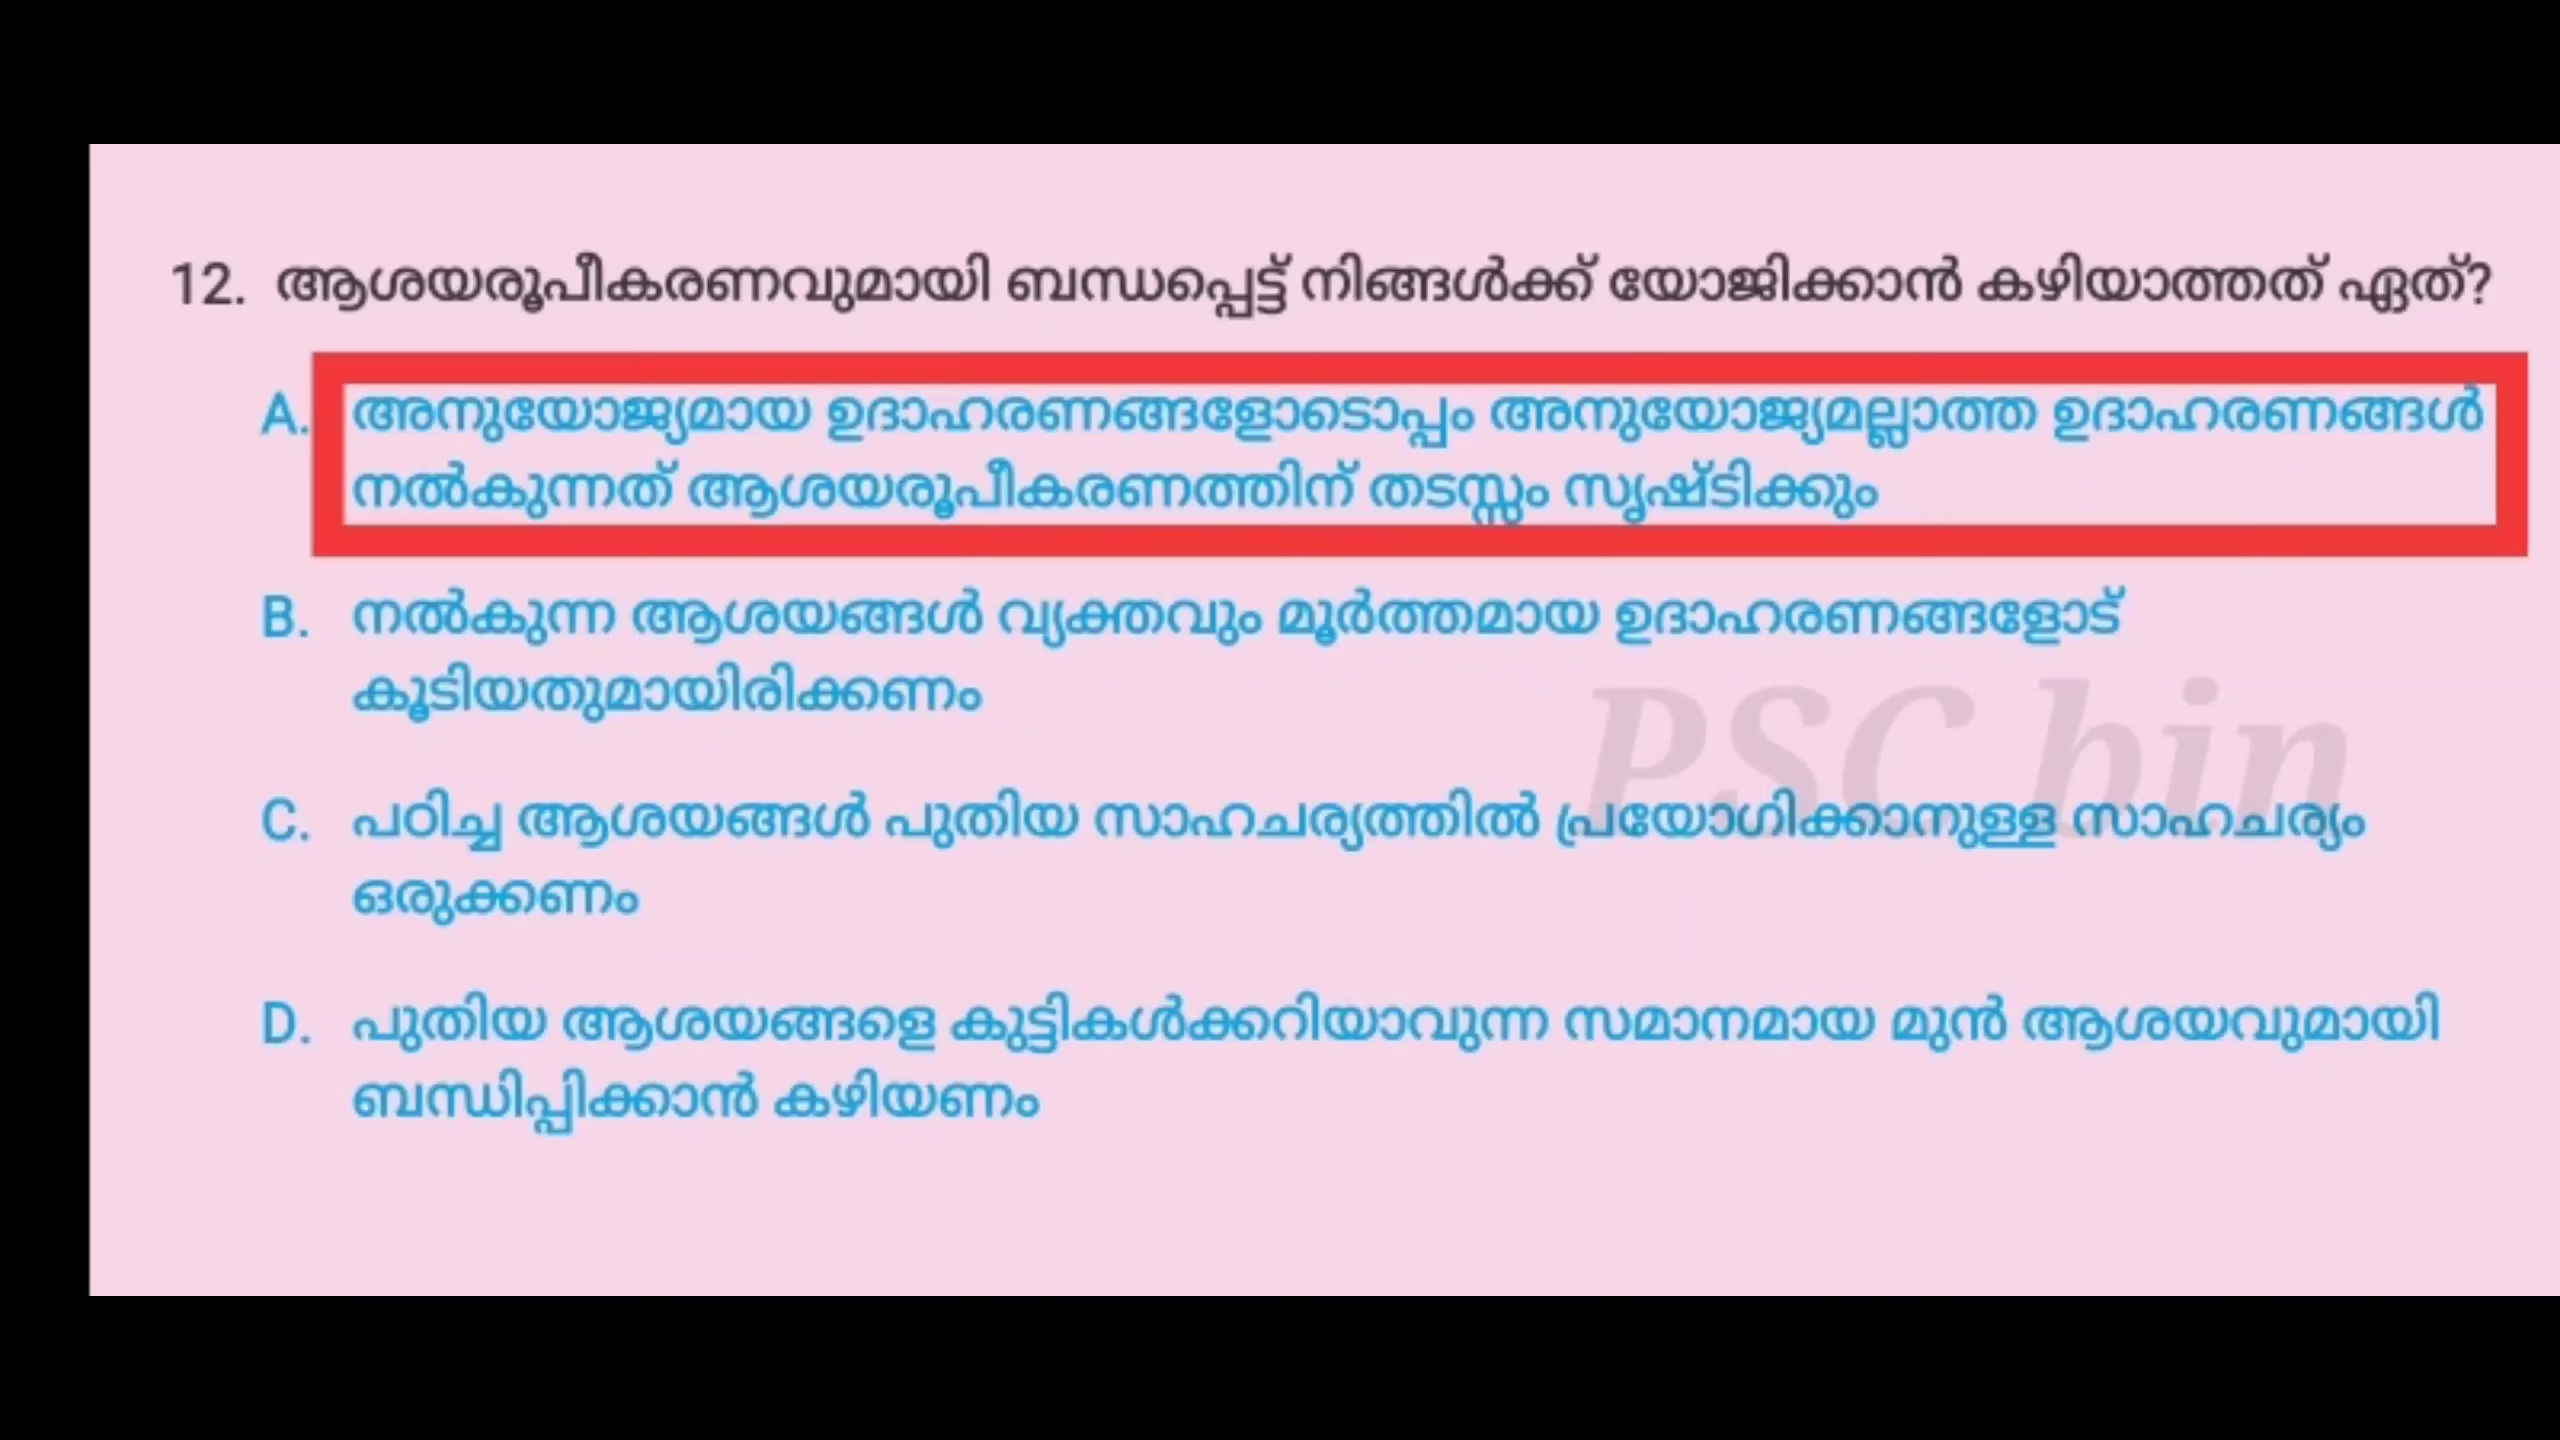 12. ആശയരൂപീകരണവുമായി ബന്ധപ്പെട്ട് നിങ്ങൾക്ക് യോജിക്കാൻ കഴിയാത്തത് ഏത്?
A. അനുയോജ്യമായ ഉദാഹരണങ്ങളോടൊപ്പം അനുയോജ്യമല്ലാത്ത ഉദാഹരണങ്ങൾ
നൽകുന്നത് ആശയരൂപീകരണത്തിന് തടസ്സം സൃഷ്ടിക്കും
B. നൽകുന്ന ആശയങ്ങൾ വ്യക്തവും മൂർത്തമായ ഉദാഹരണങ്ങളോട്
കൂടിയതുമായിരിക്കണം
PSC bin
C. പഠിച്ച ആശയങ്ങൾ പുതിയ സാഹചര്യത്തിൽ പ്രയോഗിക്കാനുള്ള സാഹചര്യം
ഒരുക്കണം
D. പുതിയ ആശയങ്ങളെ കുട്ടികൾക്കറിയാവുന്ന സമാനമായ മുൻ ആശയവുമായി
ബന്ധിപ്പിക്കാൻ കഴിയണം